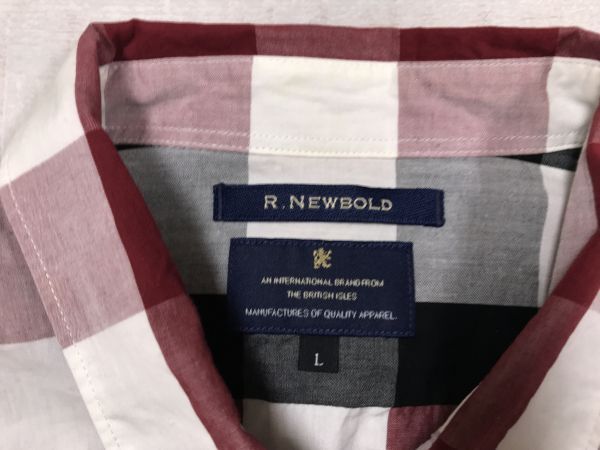 R. NEWBOLD
AN INTERNATIONAL BRAND FROM
THE BRITISH ISLES
MANUFACTURES OF QUALITY APPAREL.
L